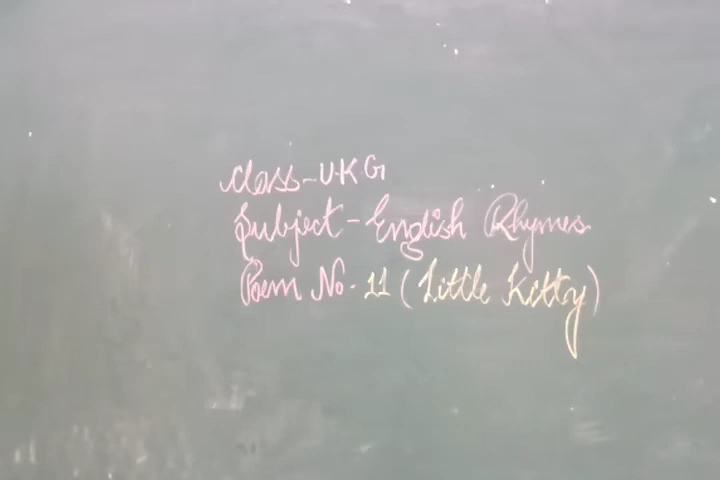 Class-U.K.G
Subject-English Rhymes
Poem No. 11 (Little Kitty)